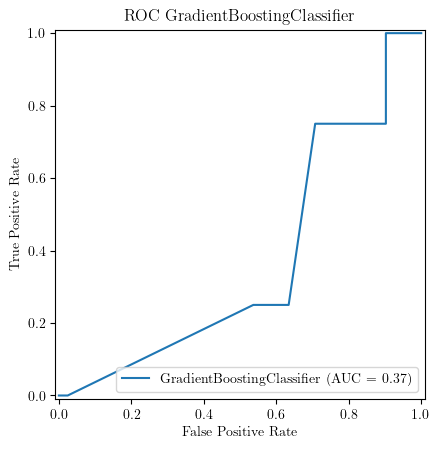 ROC GradientBoostingClassifier
True Positive Rate
1.0
0.8
0.6
0.4
0.2
0.0
GradientBoostingClassifier (AUC = 0.37)
0.0 0.2 0.4 0.6 0.8 1.0
False Positive Rate